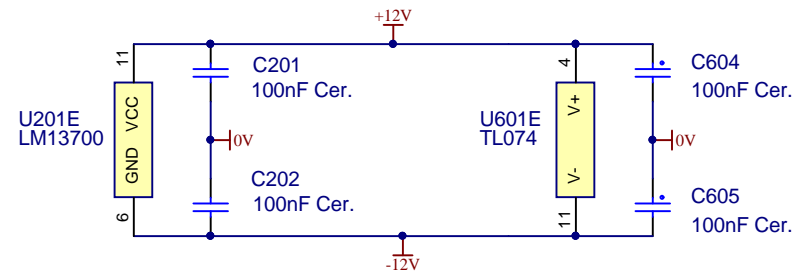 +12V
11
VCC
GND
6
U201E
LM13700
C201
100nF Cer.
0V
C202
100nF Cer.
4
V+
V-
11
U601E
TL074
C604
100nF Cer.
0V
C605
100nF Cer.
-12V